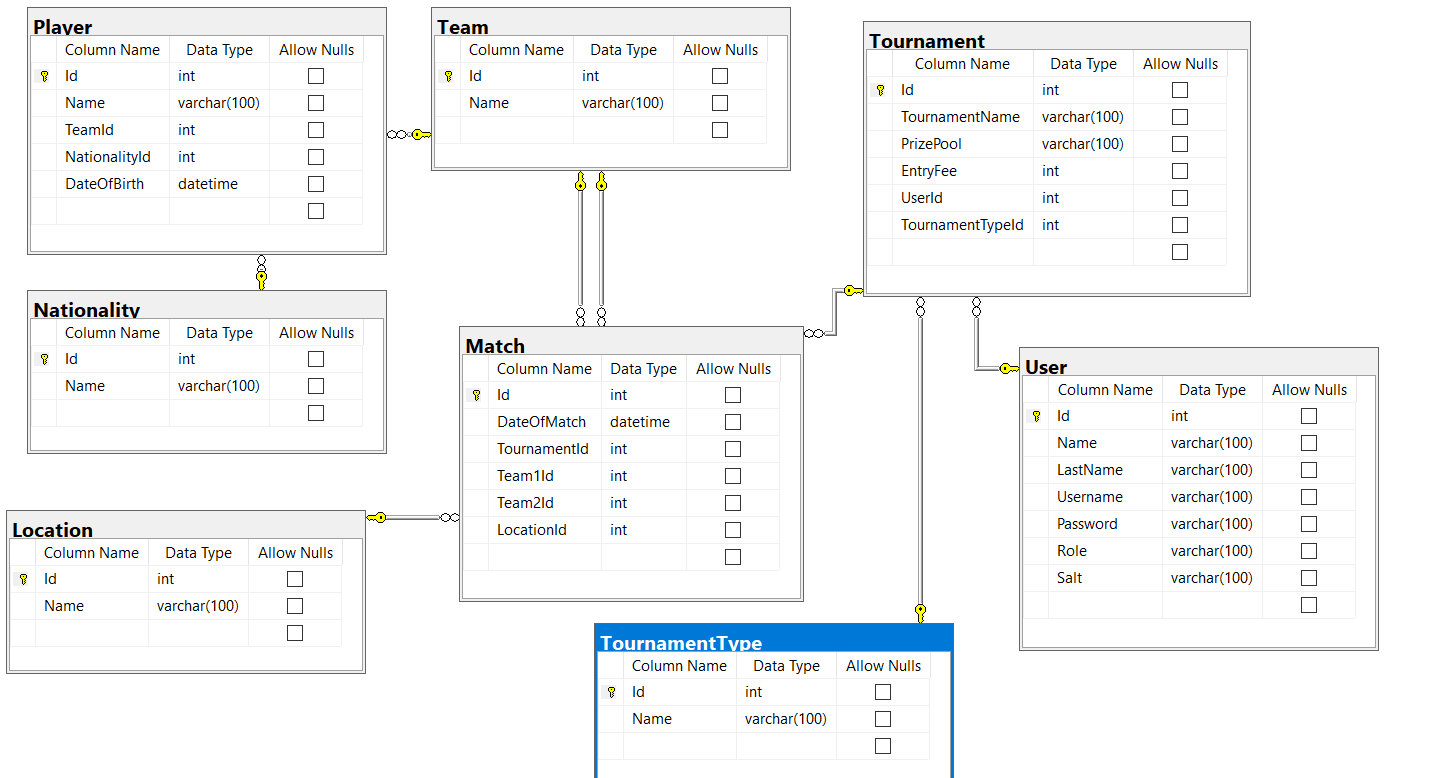 Player
Column Name Data Type Allow Nulls
Id int
Name varchar(100)
TeamId int
NationalityId int
DateOfBirth datetime
Team
Column Name Data Type Allow Nulls
Id int
Name varchar(100)
Tournament
Column Name Data Type Allow Nulls
Id int
TournamentName varchar(100)
PrizePool varchar(100)
EntryFee int
UserId int
TournamentTypeId int
Nationality
Column Name Data Type Allow Nulls
Id int
Name varchar(100)
Match
Column Name Data Type Allow Nulls
Id int
DateOfMatch datetime
TournamentId int
Team1Id int
Team2Id int
LocationId int
User
Column Name Data Type Allow Nulls
Id int
Name varchar(100)
LastName varchar(100)
Username varchar(100)
Password varchar(100)
Role varchar(100)
Salt varchar(100)
Location
Column Name Data Type Allow Nulls
Id int
Name varchar(100)
TournamentType
Column Name Data Type Allow Nulls
Id int
Name varchar(100)